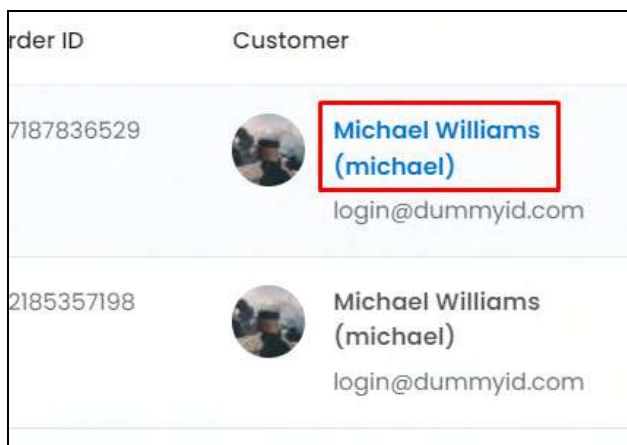 rder ID Customer
7187836529 Michael Williams
(michael)
login@dummyid.com
2185357198 Michael Williams
(michael)
login@dummyid.com